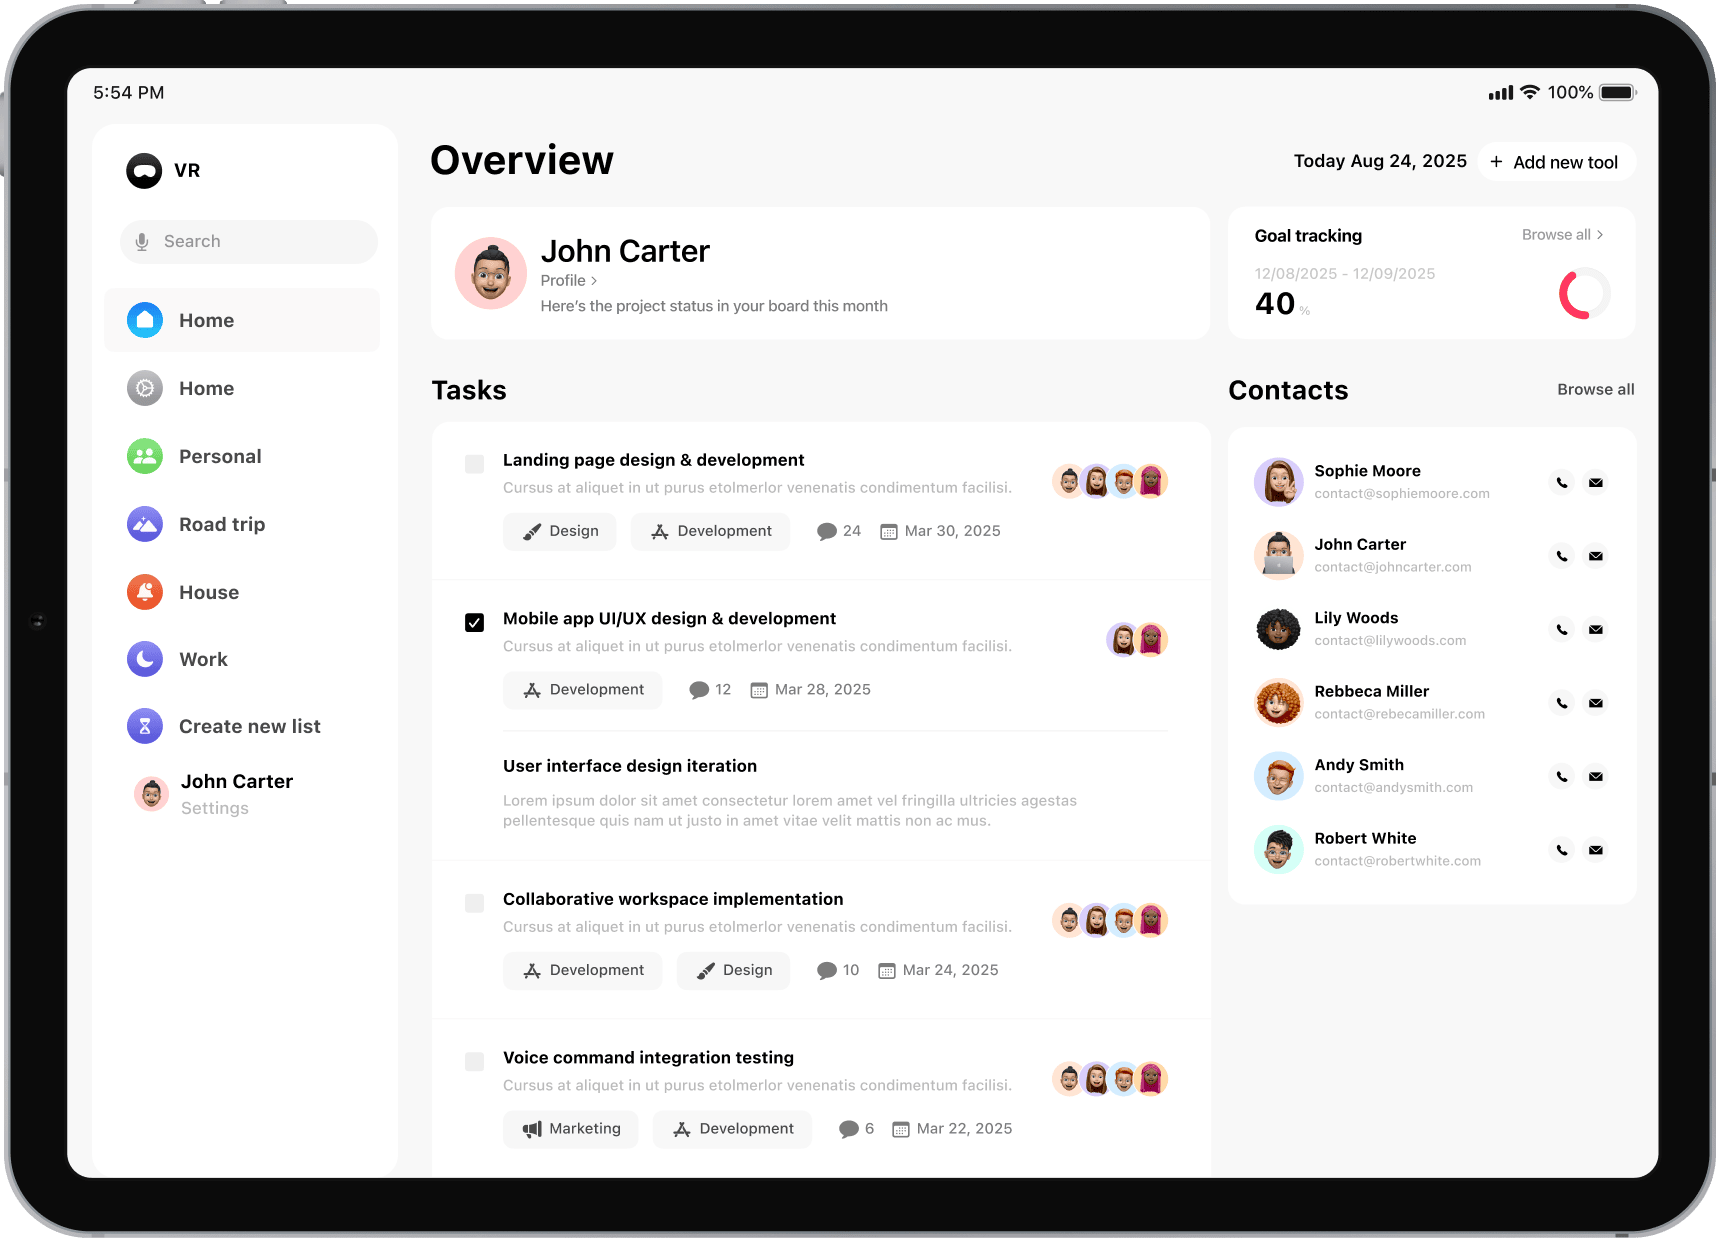 5:54 PM
100%
VR
Search
Home
Home
Personal
Road trip
House
Work
Create new list
John Carter
Settings
Overview
Today Aug 24, 2025
+ Add new tool
John Carter
Profile >
Here's the project status in your board this month
Goal tracking
Browse all >
12/08/2025 - 12/09/2025
40 %
Tasks
Landing page design & development
Cursus at aliquet in ut purus etolmerlor venenatis condimentum facilisi.
Design Development 24 Mar 30, 2025
Mobile app UI/UX design & development
Cursus at aliquet in ut purus etolmerlor venenatis condimentum facilisi.
Development 12 Mar 28, 2025
User interface design iteration
Lorem ipsum dolor sit amet consectetur lorem amet vel fringilla ultricies agestas
pellentesque quis nam ut justo in amet vitae velit mattis non ac mus.
Collaborative workspace implementation
Cursus at aliquet in ut purus etolmerlor venenatis condimentum facilisi.
Development Design 10 Mar 24, 2025
Voice command integration testing
Cursus at aliquet in ut purus etolmerlor venenatis condimentum facilisi.
Marketing Development 6 Mar 22, 2025
Contacts
Browse all
Sophie Moore
contact@sophiemoore.com
John Carter
contact@johncarter.com
Lily Woods
contact@lilywoods.com
Rebbeca Miller
contact@rebecamiller.com
Andy Smith
contact@andysmith.com
Robert White
contact@robertwhite.com